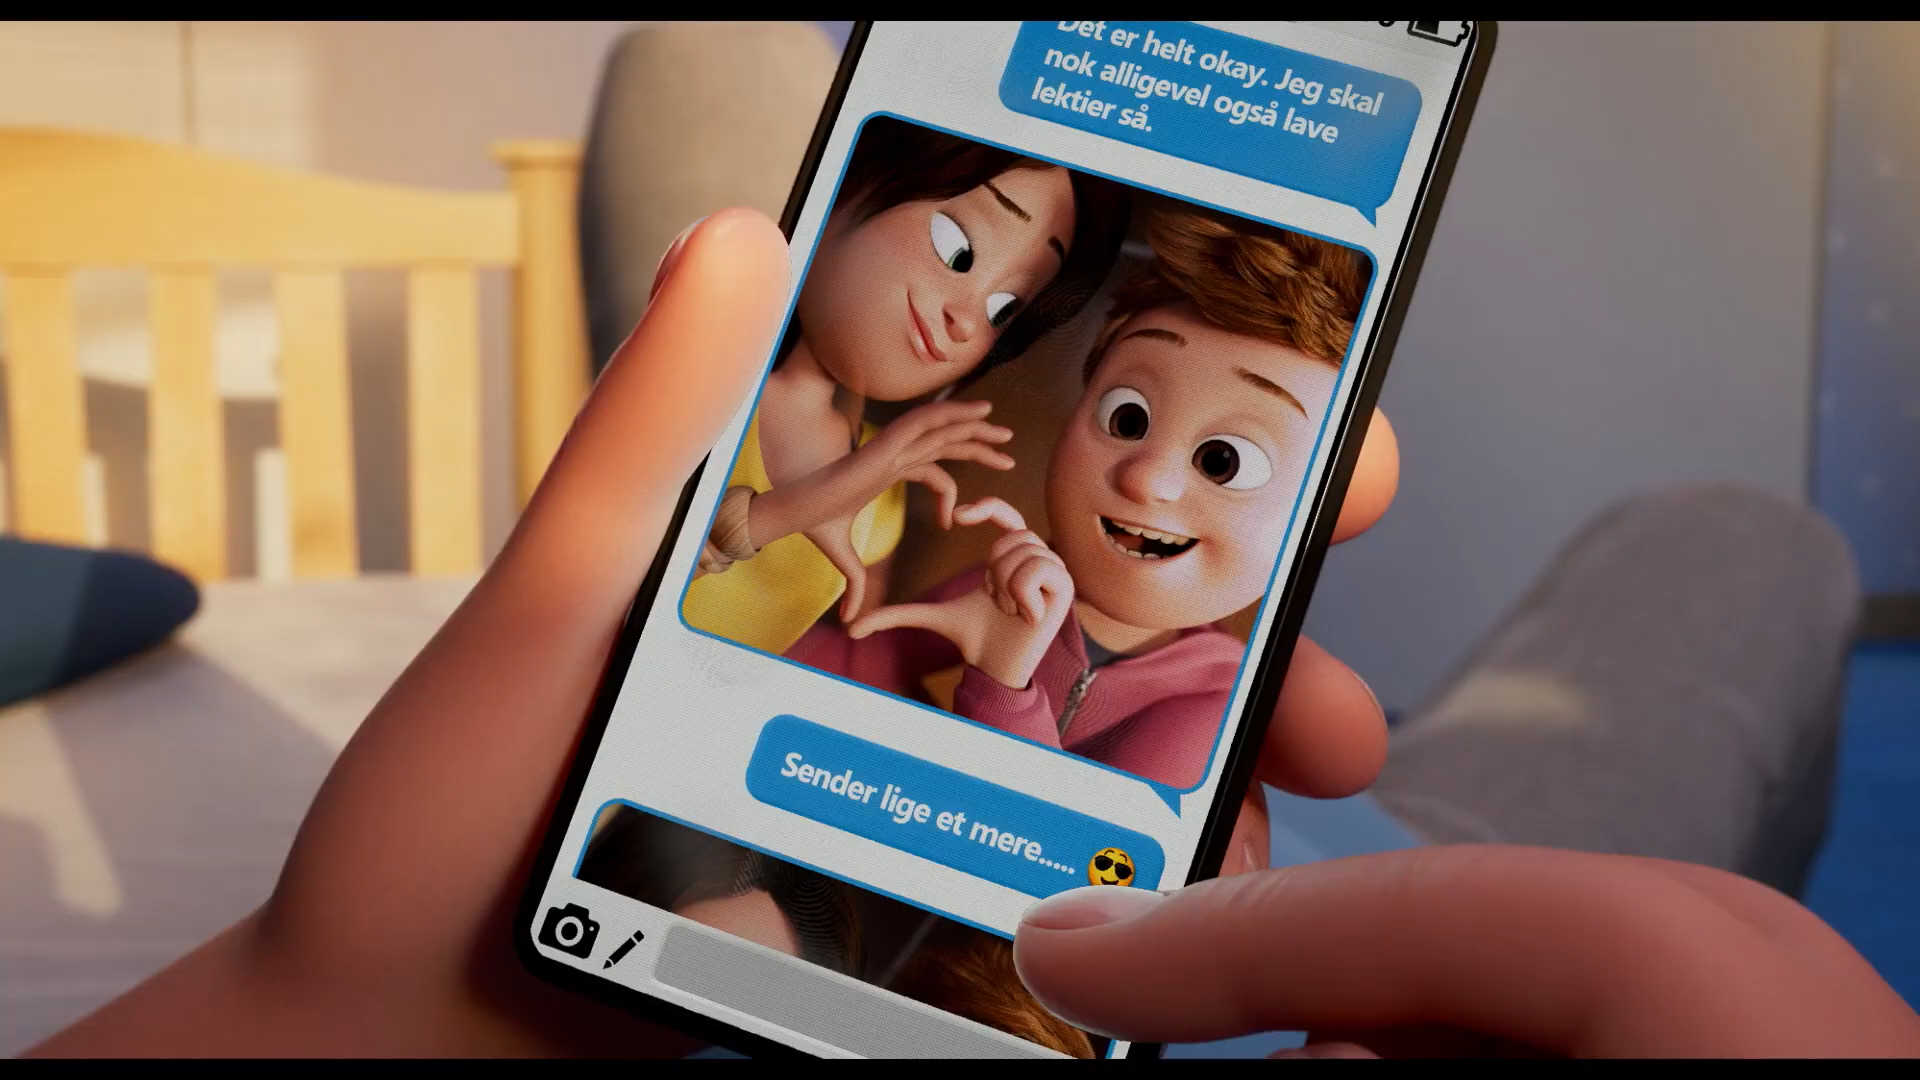 Det er helt okay. Jeg skal
nok alligevel også lave
lektier så.
Sender lige et mere.....